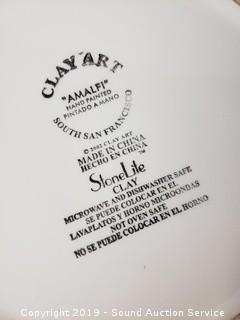 CLAY ART
"AMALFI"
HAND PAINTED
PINTADO A MANO
SOUTH SAN FRANCISCO
© 2002 CLAY ART
MADE IN CHINA
HECHO EN CHINA
StoneLite™
CLAY
MICROWAVE AND DISHWASHER SAFE
SE PUEDE COLOCAR EN EL
LAVAPLATOS Y HORNO MICROONDAS
NOT OVEN SAFE
NO SE PUEDE COLOCAR EN EL HORNO
Copyright 2019 - Sound Auction Service